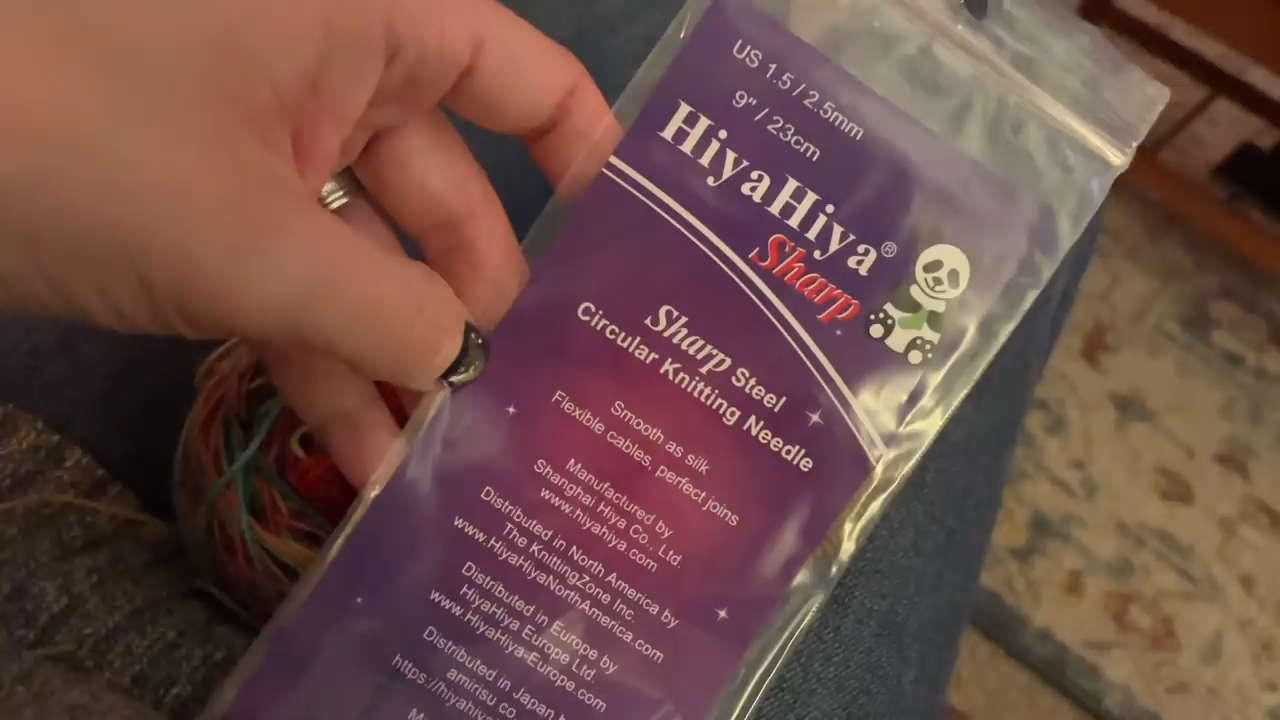 US 1.5 / 2.5mm
9" / 23cm
HiyaHiya®
Sharp
Sharp Steel
Circular Knitting Needle
Smooth as silk
Flexible cables, perfect joins
Manufactured by
Shanghai Hiya Co., Ltd.
www.hiyahiya.com
Distributed in North America by
The KnittingZone Inc.
www.HiyaHiyaNorthAmerica.com
Distributed in Europe by
HiyaHiya Europe Ltd.
www.HiyaHiya-Europe.com
Distributed in Japan
amirisu co
https://hiyahiy